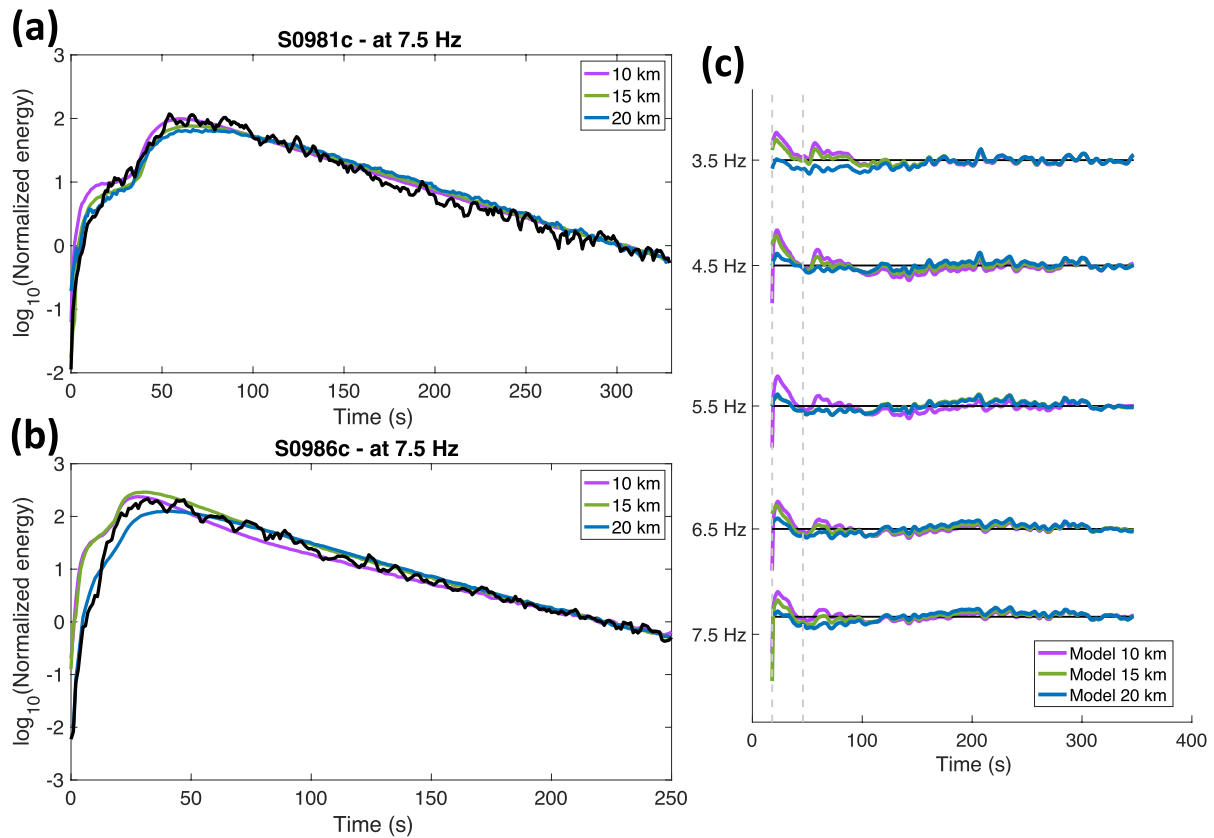 (a)
S0981c - at 7.5 Hz
log10(Normalized energy)
3
2
1
0
-1
-2
0
50
100
150
200
250
300
Time (s)
10 km
15 km
20 km
(b)
S0986c - at 7.5 Hz
log10(Normalized energy)
3
2
1
0
-1
-2
-3
0
50
100
150
200
250
Time (s)
10 km
15 km
20 km
(c)
3.5 Hz
4.5 Hz
5.5 Hz
6.5 Hz
7.5 Hz
Model 10 km
Model 15 km
Model 20 km
0
100
200
300
400
Time (s)